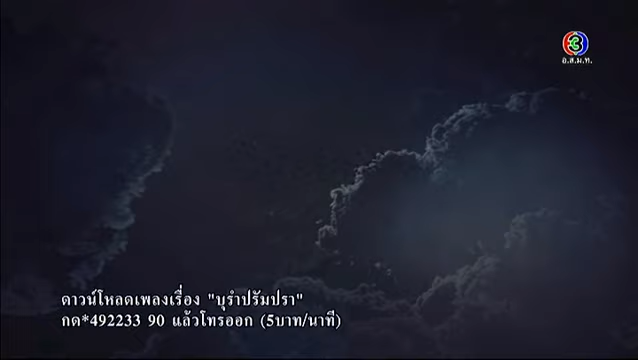 3
อ.ส.ม.ท.
ดาวน์โหลดเพลงเรื่อง "บุรำปรัมปรา"
กด*492233 90 แล้วโทรออก (5บาท/นาที)